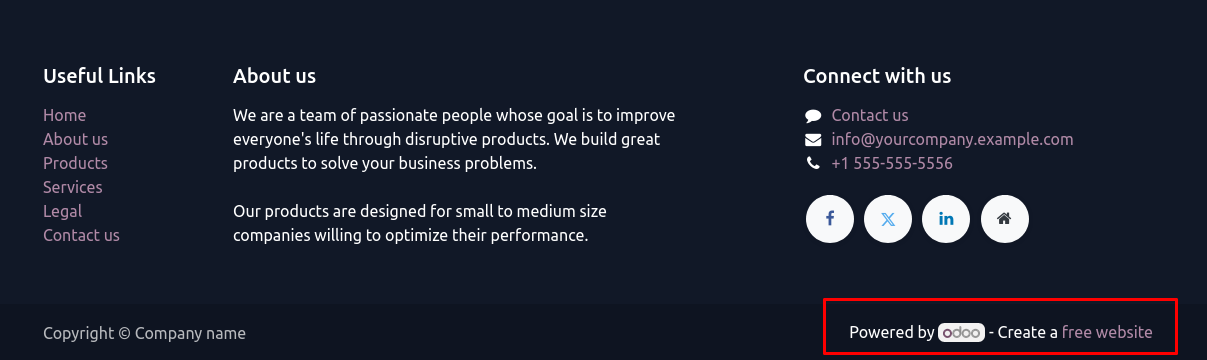 Useful Links
Home
About us
Products
Services
Legal
Contact us
About us
We are a team of passionate people whose goal is to improve
everyone's life through disruptive products. We build great
products to solve your business problems.
Our products are designed for small to medium size
companies willing to optimize their performance.
Connect with us
Contact us
info@yourcompany.example.com
+1 555-555-5556
Copyright © Company name
Powered by odoo - Create a free website